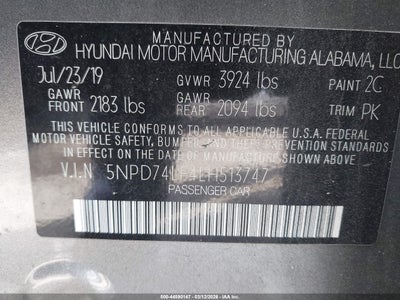 MANUFACTURED BY
HYUNDAI MOTOR MANUFACTURING ALABAMA, LLC
Jul/23/19 GVWR 3924 lbs PAINT 2C
GAWR FRONT 2183 lbs GAWR REAR 2094 lbs TRIM PK
THIS VEHICLE CONFORMS TO ALL APPLICABLE U.S.A. FEDERAL
MOTOR VEHICLE SAFETY, BUMPER, AND THEFT PREVENTION STANDARDS
IN EFFECT ON THE DATE OF MANUFACTURE SHOWN ABOVE.
V.I.N 5NPD74LF4LH513747
PASSENGER CAR